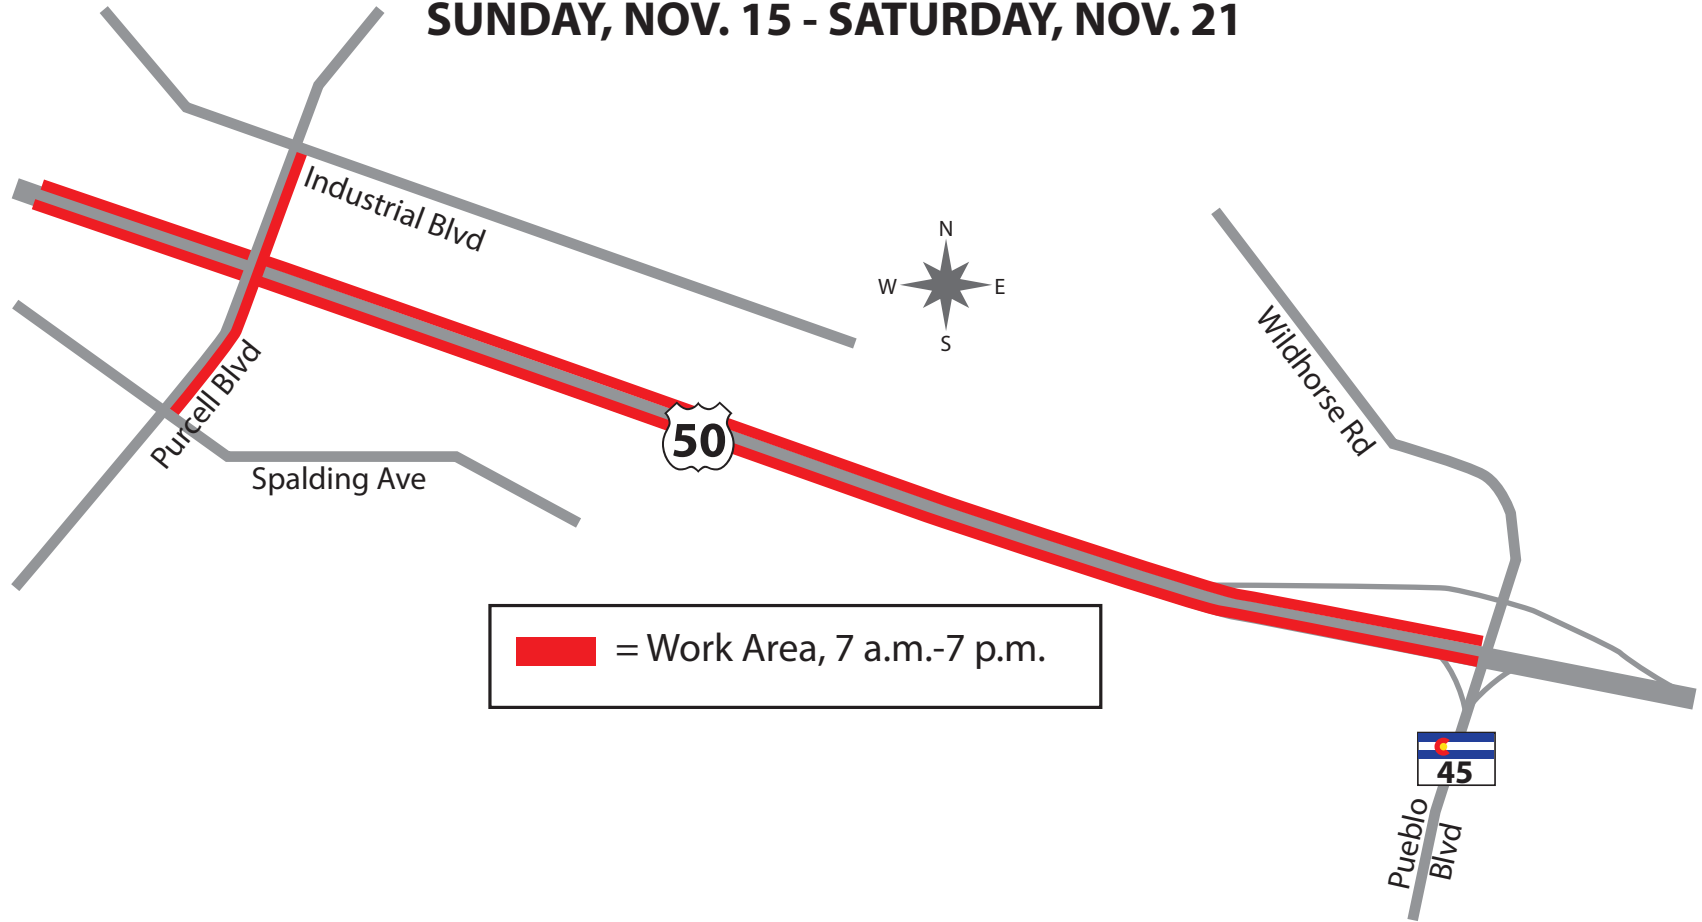 SUNDAY, NOV. 15 - SATURDAY, NOV. 21
Industrial Blvd
N
W
E
S
Wildhorse Rd
Purcell Blvd
50
Spalding Ave
= Work Area, 7 a.m.-7 p.m.
45
Pueblo
Blvd